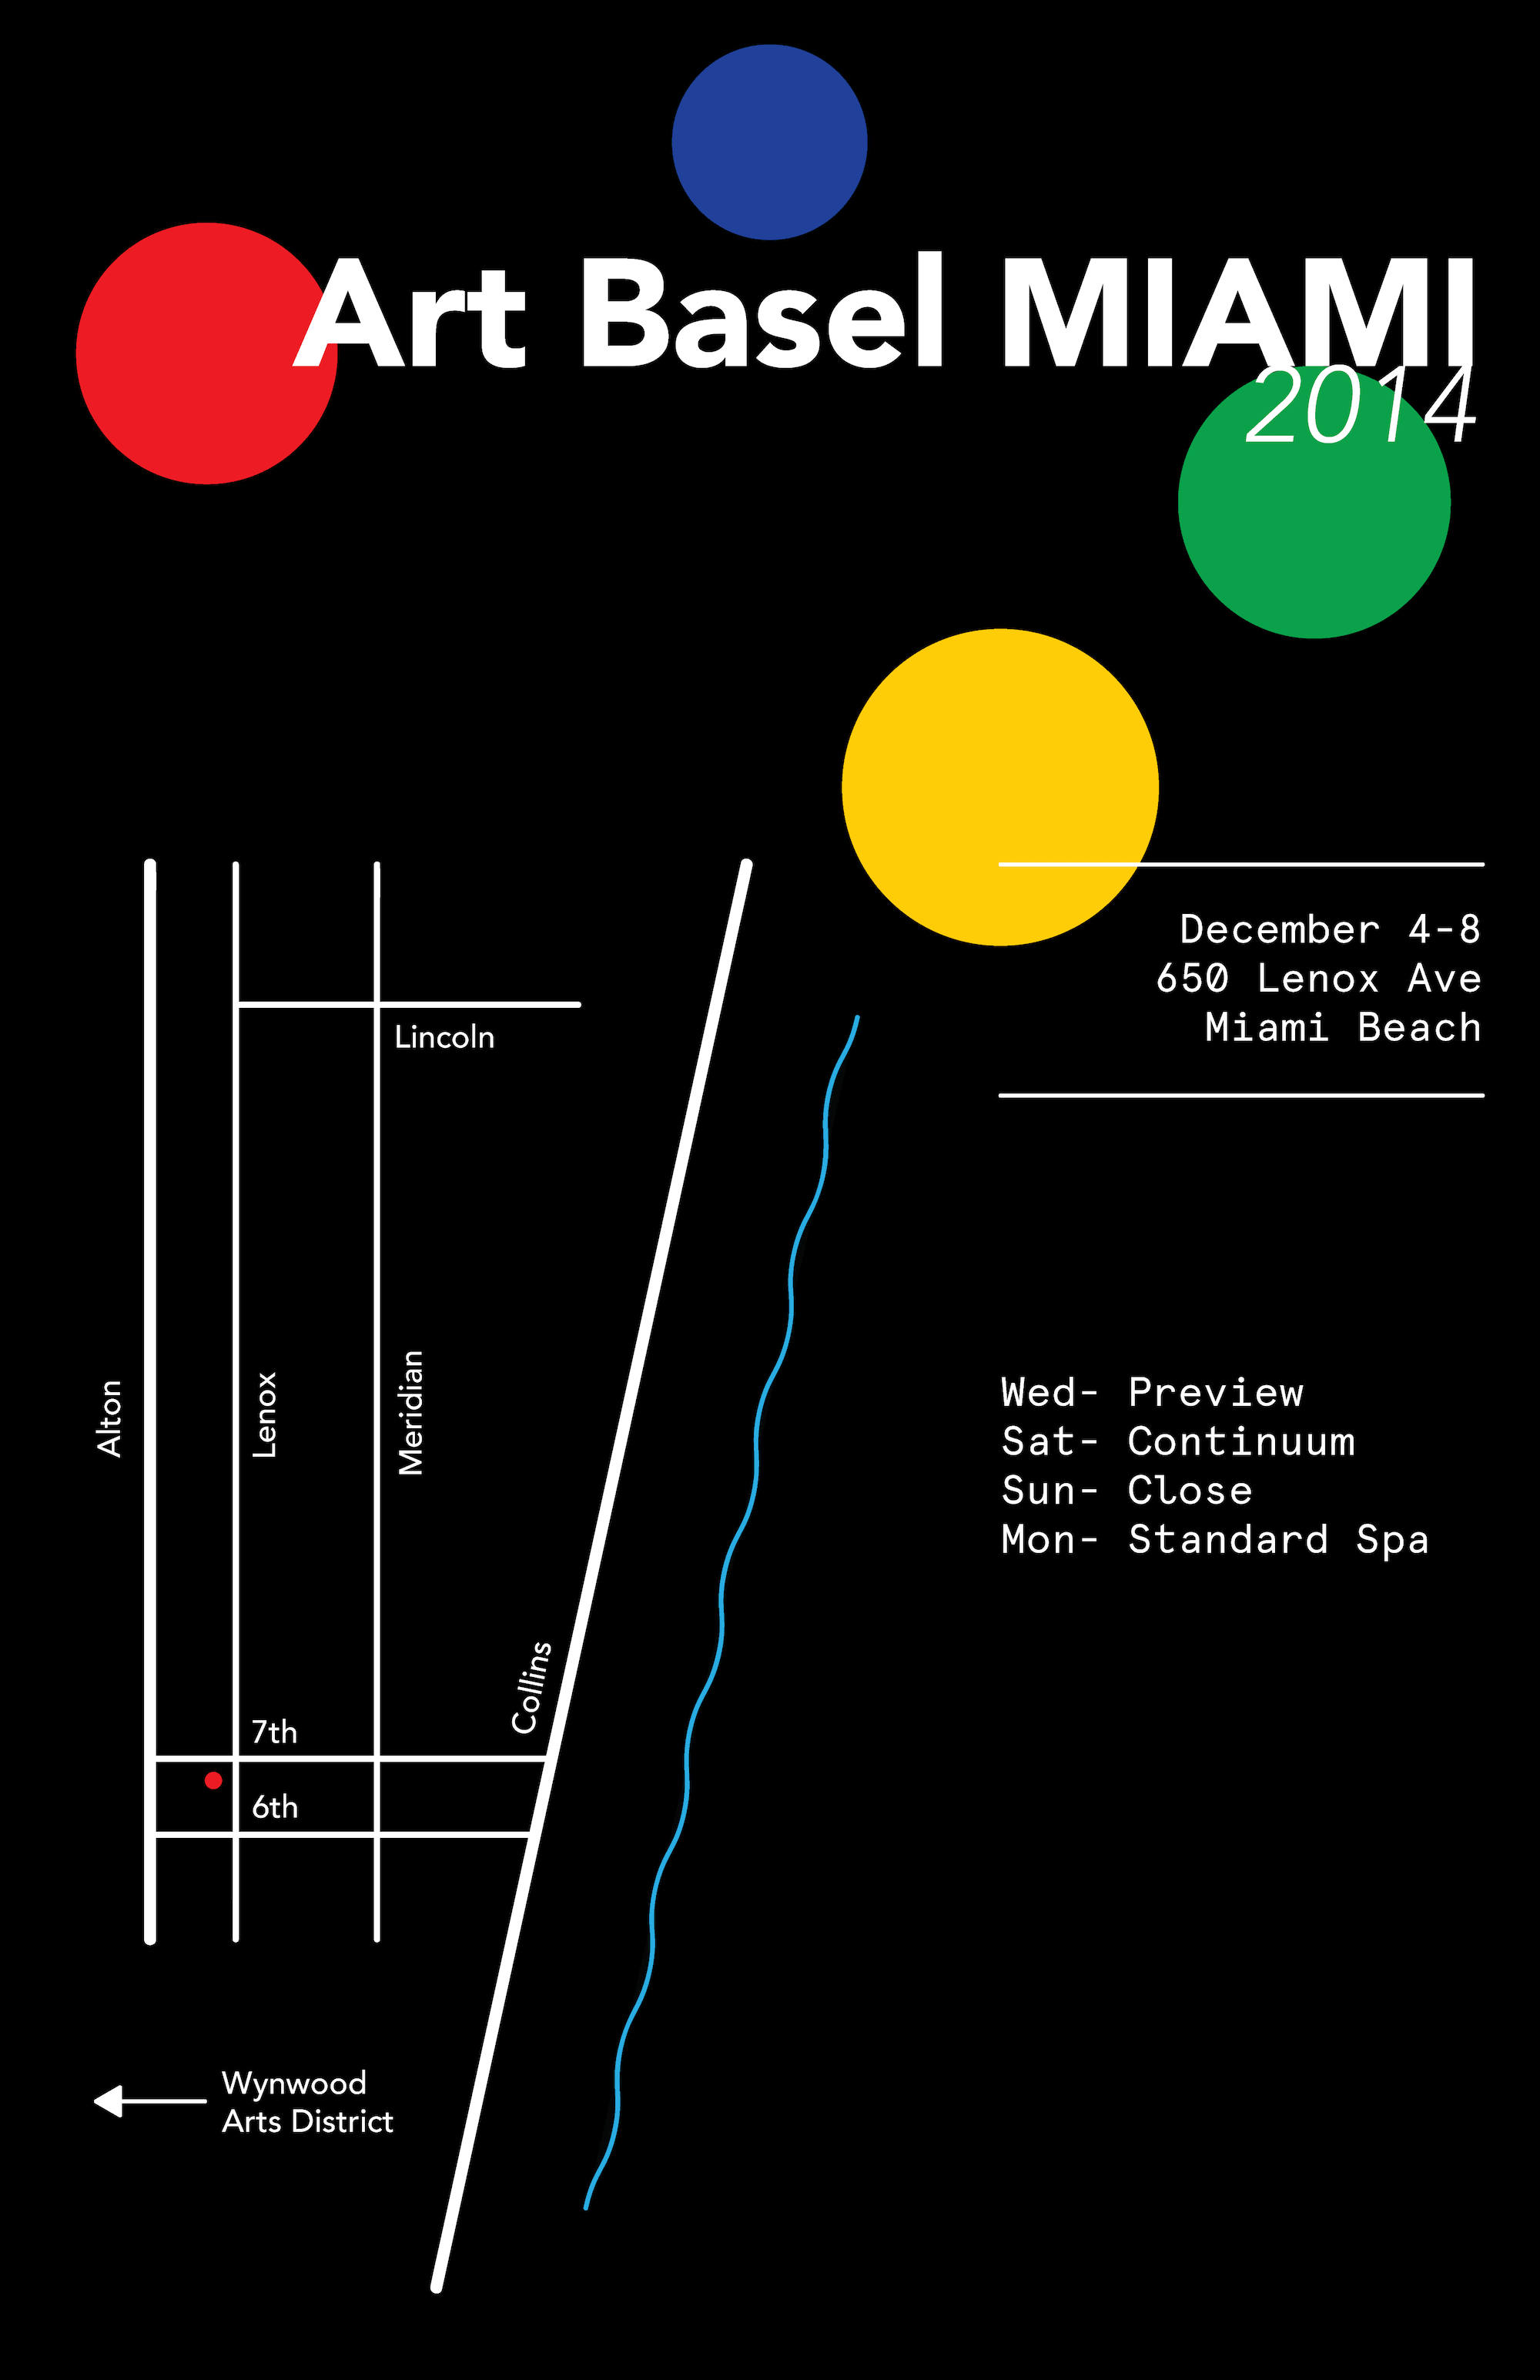 Art Basel MIAMI
2014
December 4-8
650 Lenox Ave
Miami Beach
Lincoln
Alton
Lenox
Meridian
Collins
Wed- Preview
Sat- Continuum
Sun- Close
Mon- Standard Spa
7th
6th
Wynwood
Arts District